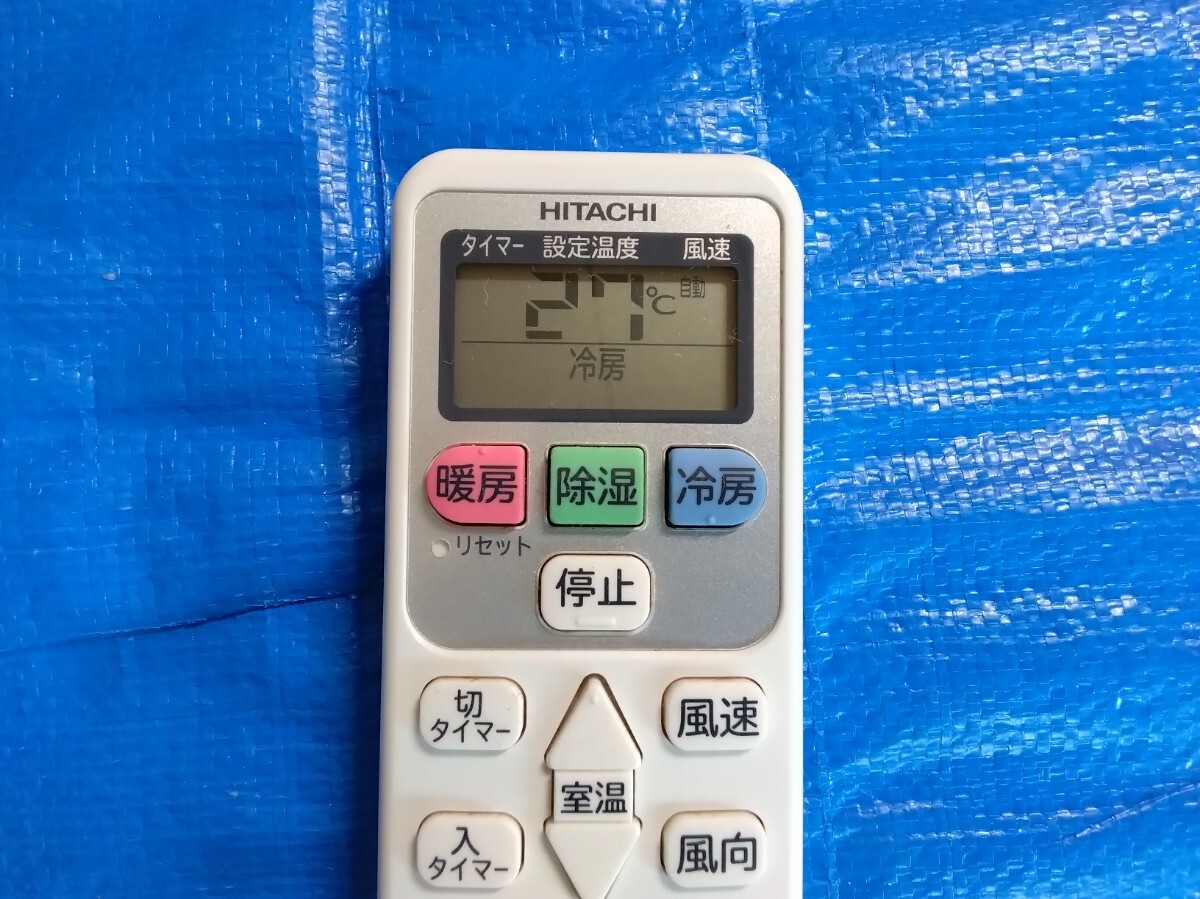 HITACHI
タイマー 設定温度 風速
27℃ 自動
冷房
暖房 除湿 冷房
リセット
停止
切
タイマー
風速
室温
入
タイマー
風向